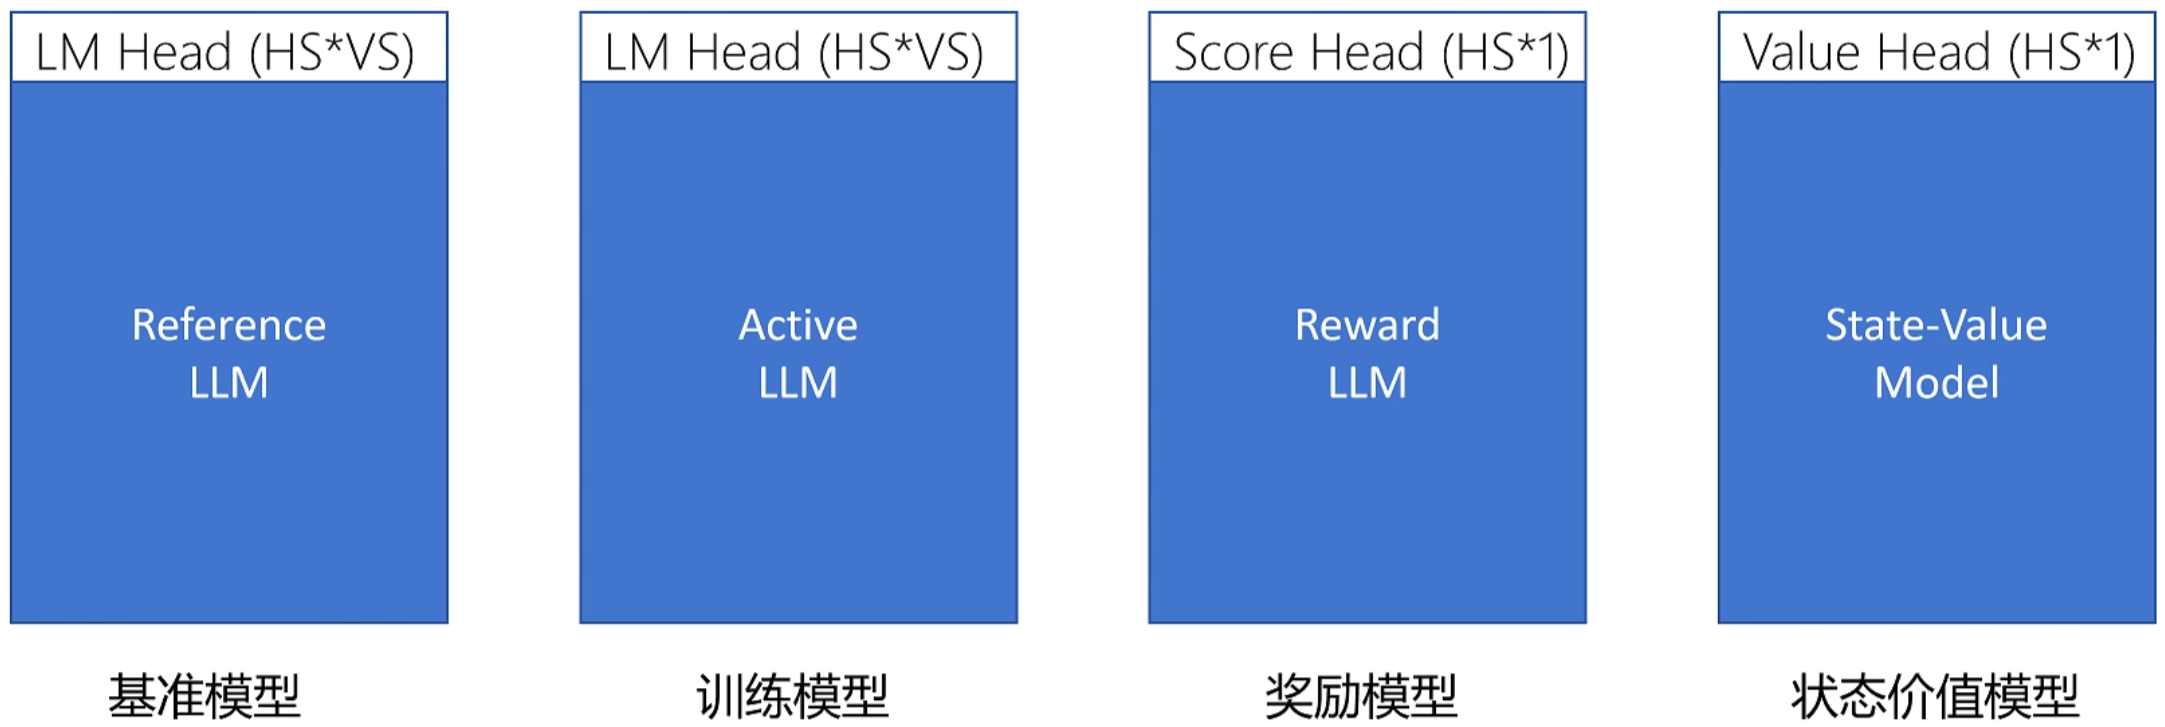 LM Head (HS*VS)
LM Head (HS*VS)
Score Head (HS*1)
Value Head (HS*1)
Reference
LLM
Active
LLM
Reward
LLM
State-Value
Model
基准模型
训练模型
奖励模型
状态价值模型